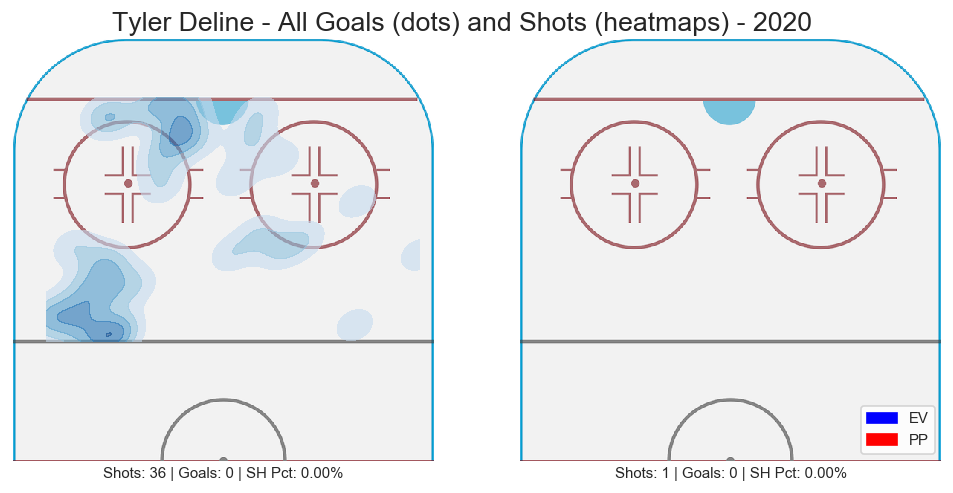 Tyler Deline - All Goals (dots) and Shots (heatmaps) - 2020
EV
PP
Shots: 36 | Goals: 0 | SH Pct: 0.00%
Shots: 1 | Goals: 0 | SH Pct: 0.00%